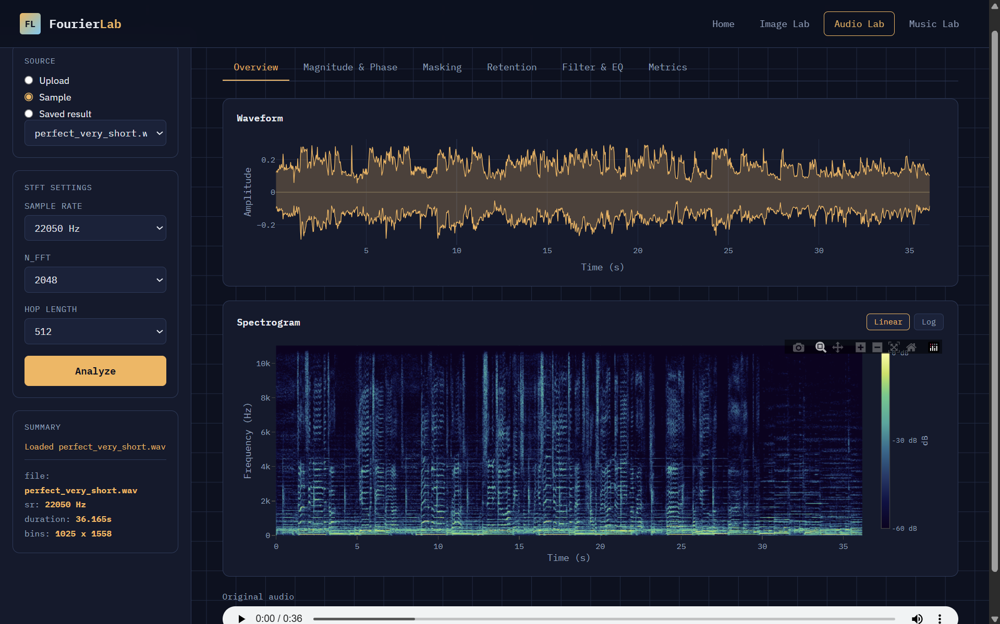 FL FourierLab
Home Image Lab Audio Lab Music Lab
SOURCE
Upload
Sample
Saved result
perfect_very_short.w
STFT SETTINGS
SAMPLE RATE
22050 Hz
N_FFT
2048
HOP LENGTH
512
Analyze
SUMMARY
Loaded perfect_very_short.wav
file:
perfect_very_short.wav
sr: 22050 Hz
duration: 36.165s
bins: 1025 x 1558
Overview Magnitude & Phase Masking Retention Filter & EQ Metrics
Waveform
Amplitude
0.2
0
−0.2
5 10 15 20 25 30 35
Time (s)
Spectrogram
Linear Log
Frequency (Hz)
10k
8k
6k
4k
2k
0
0 5 10 15 20 25 30 35
Time (s)
0 dB
-30 dB
-60 dB
dB
Original audio
0:00 / 0:36